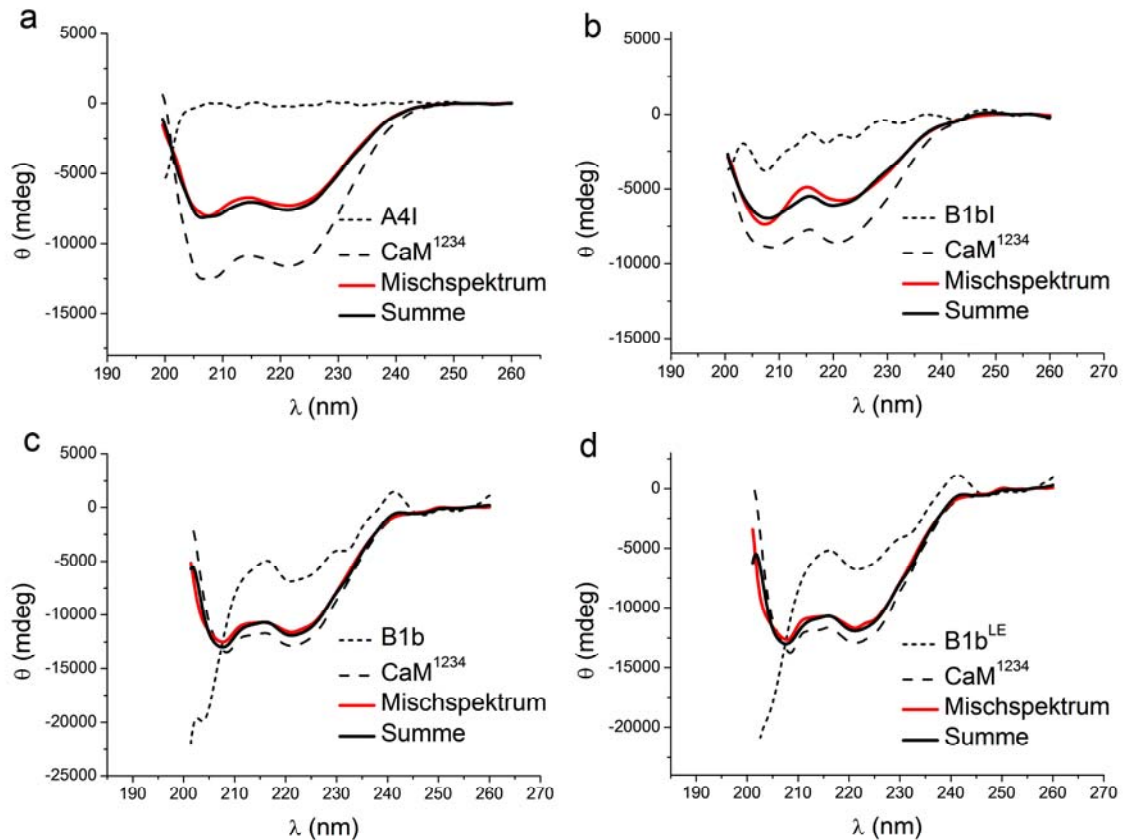 a
5000
0
-5000
-10000
-15000
θ (mdeg)
A4I
CaM¹²³⁴
Mischspektrum
Summe
190 200 210 220 230 240 250 260
λ (nm)
b
5000
0
-5000
-10000
-15000
θ (mdeg)
B1bI
CaM¹²³⁴
Mischspektrum
Summe
190 200 210 220 230 240 250 260 270
λ (nm)
c
5000
0
-5000
-10000
-15000
-20000
-25000
θ (mdeg)
B1b
CaM¹²³⁴
Mischspektrum
Summe
190 200 210 220 230 240 250 260 270
λ (nm)
d
0
-5000
-10000
-15000
-20000
θ (mdeg)
B1bᴸᴱ
CaM¹²³⁴
Mischspektrum
Summe
190 200 210 220 230 240 250 260 270
λ (nm)